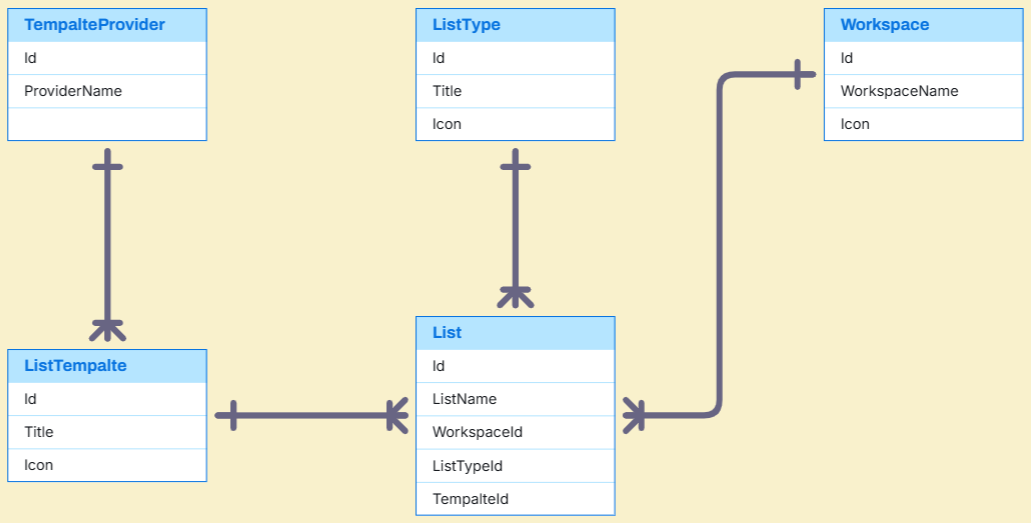 TempalteProvider
Id
ProviderName
ListType
Id
Title
Icon
Workspace
Id
WorkspaceName
Icon
ListTempalte
Id
Title
Icon
List
Id
ListName
WorkspaceId
ListTypeId
TempalteId